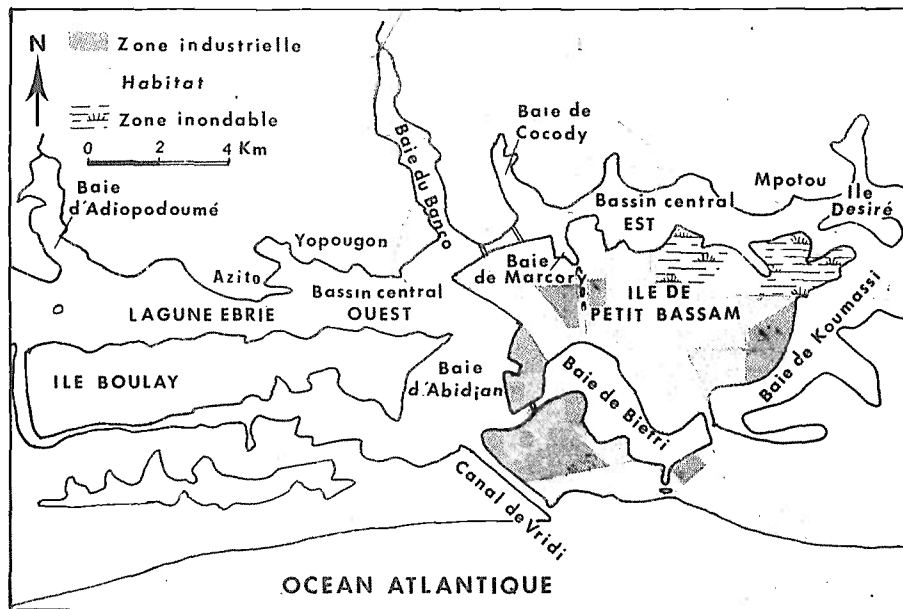 N
Zone industrielle
Habitat
Zone inondable
0 2 4 Km
Baie
d'Adiopodoumé
Baie du Banco
Baie de
Cocody
Bassin central
EST
Mpotou
Ile
Desiré
Yopougon
Azito
Bassin central
OUEST
Baie
de Marcory
LAGUNE EBRIE
ILE DE
PETIT BASSAM
ILE BOULAY
Baie
d'Abidjan
Baie de Bietri
Baie de Koumassi
Canal de Vridi
OCEAN ATLANTIQUE